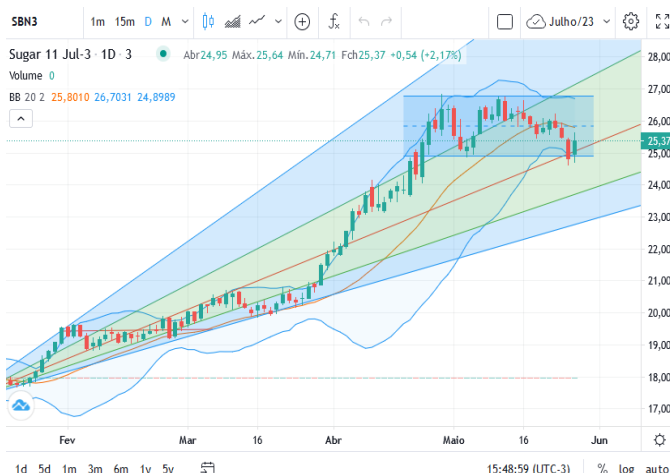 SBN3 1m 15m D M Julho/23
Sugar 11 Jul-3 · 1D · 3 Abr24,95 Máx.25,64 Mín.24,71 Fch25,37 +0,54 (+2,17%)
Volume 0
BB 20 2 25,8010 26,7031 24,8989
28,00
27,00
26,00
25,37
25,00
24,00
23,00
22,00
21,00
20,00
19,00
18,00
17,00
Fev Mar 16 Abr Maio 16 Jun
1d 5d 1m 3m 6m 1y 5y 15:48:59 (UTC-3) % log auto